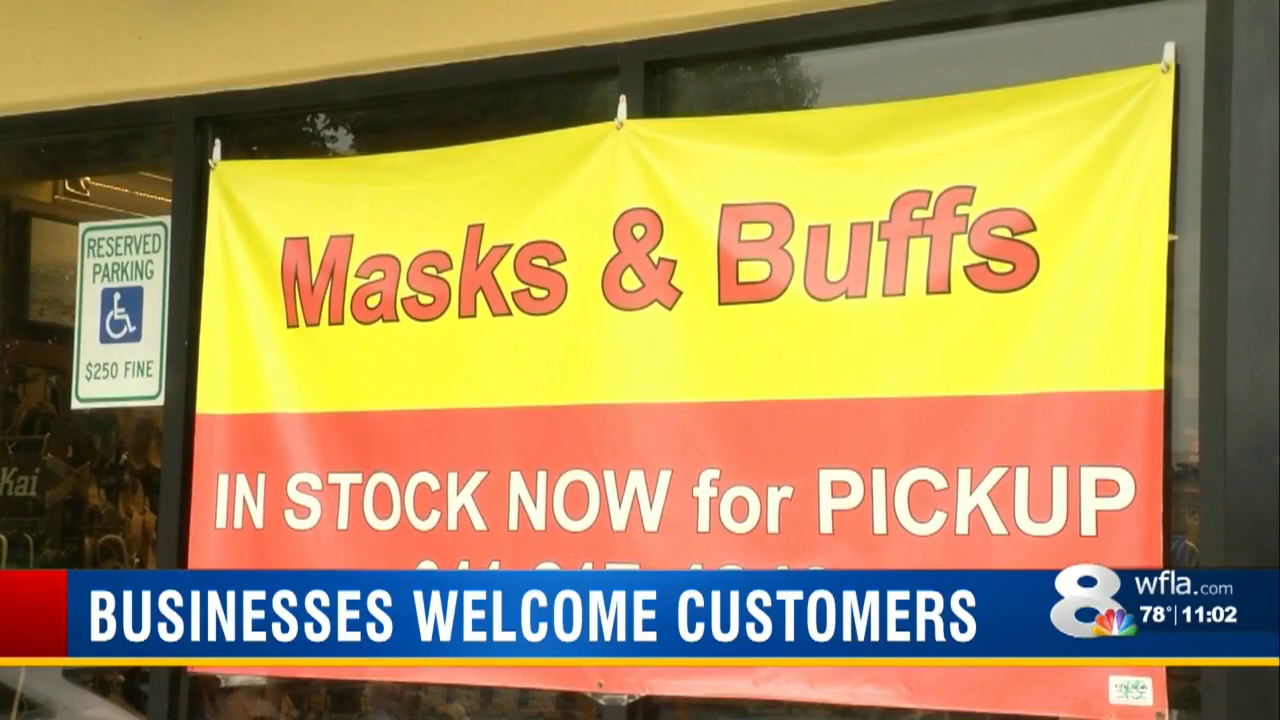 Masks & Buffs
RESERVED
PARKING
$250 FINE
Kai
IN STOCK NOW for PICKUP
BUSINESSES WELCOME CUSTOMERS
8
wfla.com
78° | 11:02